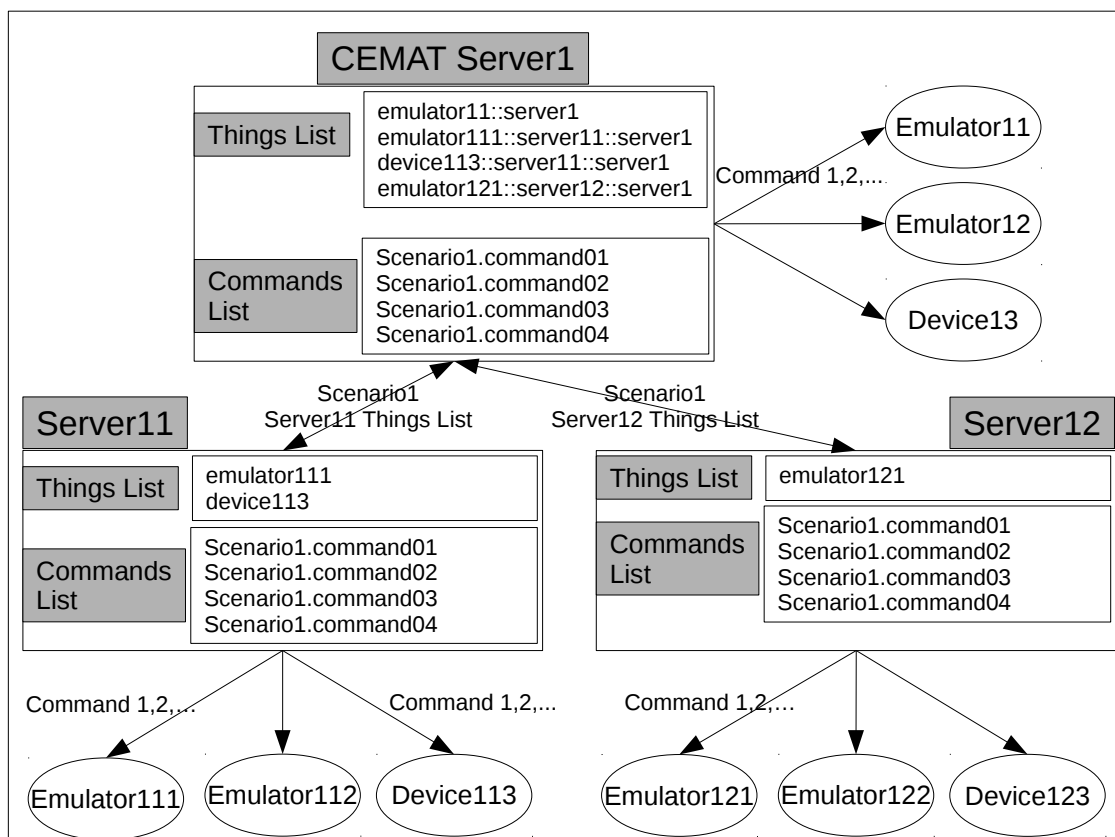 CEMAT Server1
Things List
emulator11::server1
emulator111::server11::server1
device113::server11::server1
emulator121::server12::server1
Commands
List
Scenario1.command01
Scenario1.command02
Scenario1.command03
Scenario1.command04
Command 1,2,...
Emulator11
Emulator12
Device13
Scenario1
Server11 Things List
Scenario1
Server12 Things List
Server11
Things List
emulator111
device113
Commands
List
Scenario1.command01
Scenario1.command02
Scenario1.command03
Scenario1.command04
Server12
Things List
emulator121
Commands
List
Scenario1.command01
Scenario1.command02
Scenario1.command03
Scenario1.command04
Command 1,2,…
Command 1,2,...
Emulator111
Emulator112
Device113
Command 1,2,…
Emulator121
Emulator122
Device123